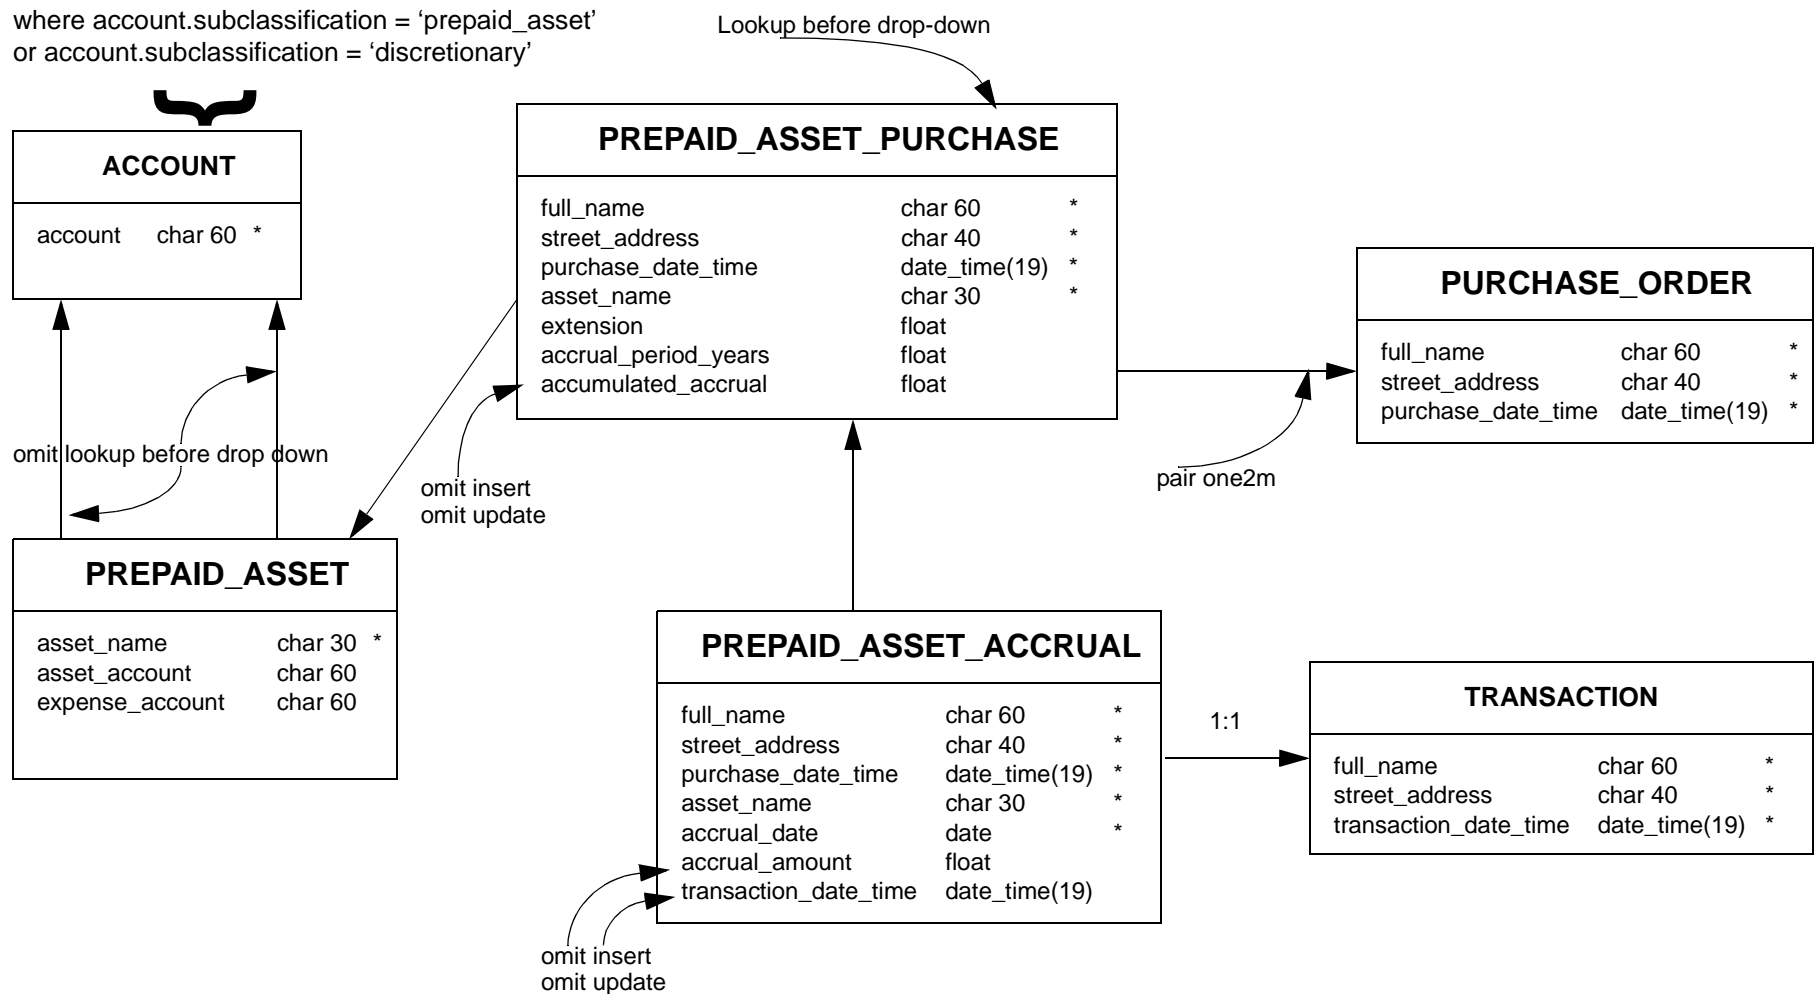 where account.subclassification = ‘prepaid_asset’
or account.subclassification = ‘discretionary’
Lookup before drop-down
ACCOUNT
account char 60 *
PREPAID_ASSET_PURCHASE
full_name char 60 *
street_address char 40 *
purchase_date_time date_time(19) *
asset_name char 30 *
extension float
accrual_period_years float
accumulated_accrual float
PURCHASE_ORDER
full_name char 60 *
street_address char 40 *
purchase_date_time date_time(19) *
omit lookup before drop down
omit insert
omit update
pair one2m
PREPAID_ASSET
asset_name char 30 *
asset_account char 60
expense_account char 60
PREPAID_ASSET_ACCRUAL
full_name char 60 *
street_address char 40 *
purchase_date_time date_time(19) *
asset_name char 30 *
accrual_date date *
accrual_amount float
transaction_date_time date_time(19)
omit insert
omit update
1:1
TRANSACTION
full_name char 60 *
street_address char 40 *
transaction_date_time date_time(19) *